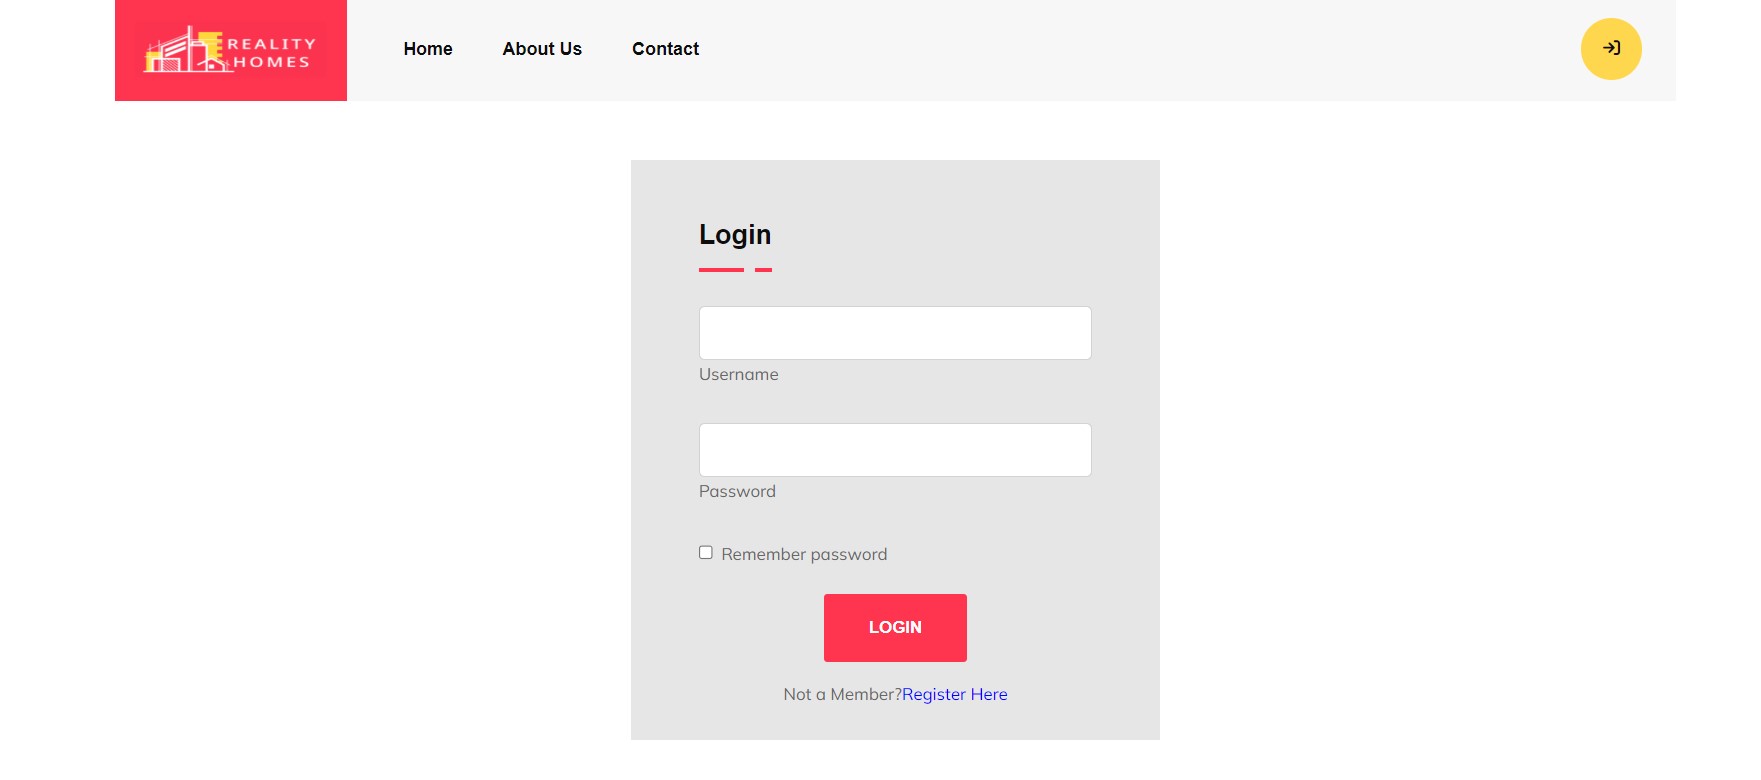 REALITY
HOMES
Home About Us Contact
Login
Username
Password
Remember password
LOGIN
Not a Member?Register Here